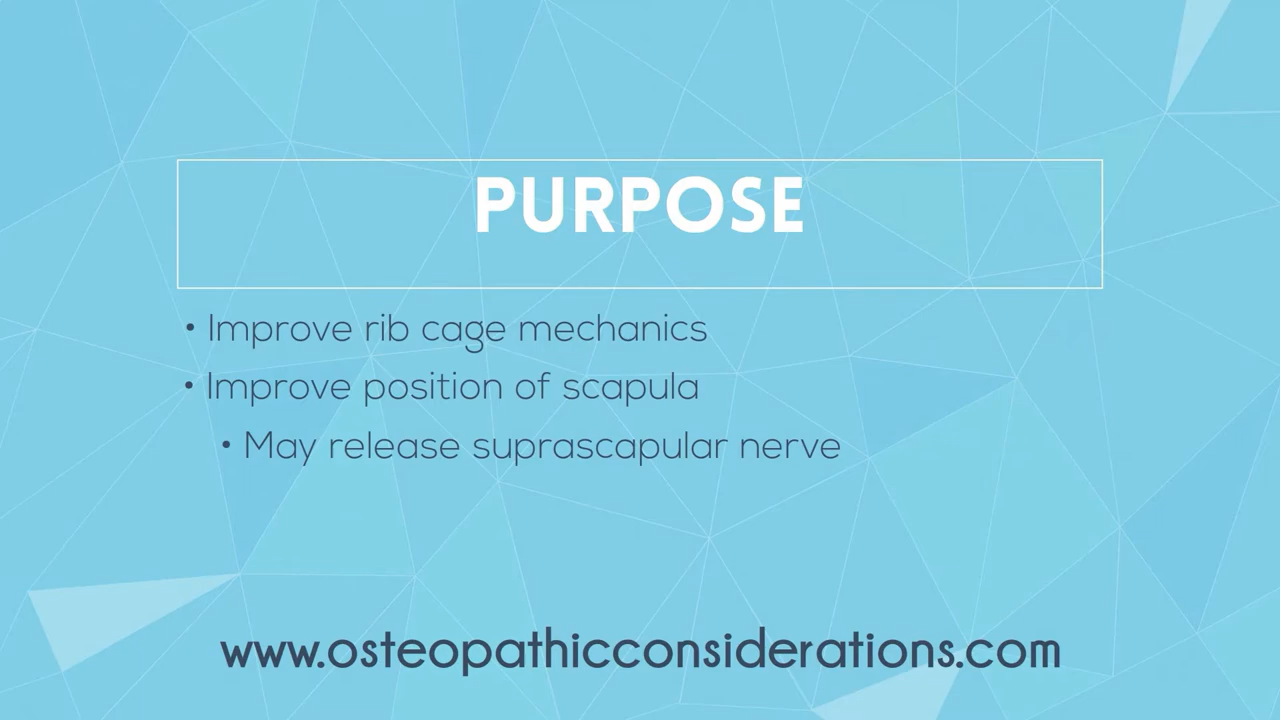 PURPOSE
• Improve rib cage mechanics
• Improve position of scapula
• May release suprascapular nerve
www.osteopathicconsiderations.com